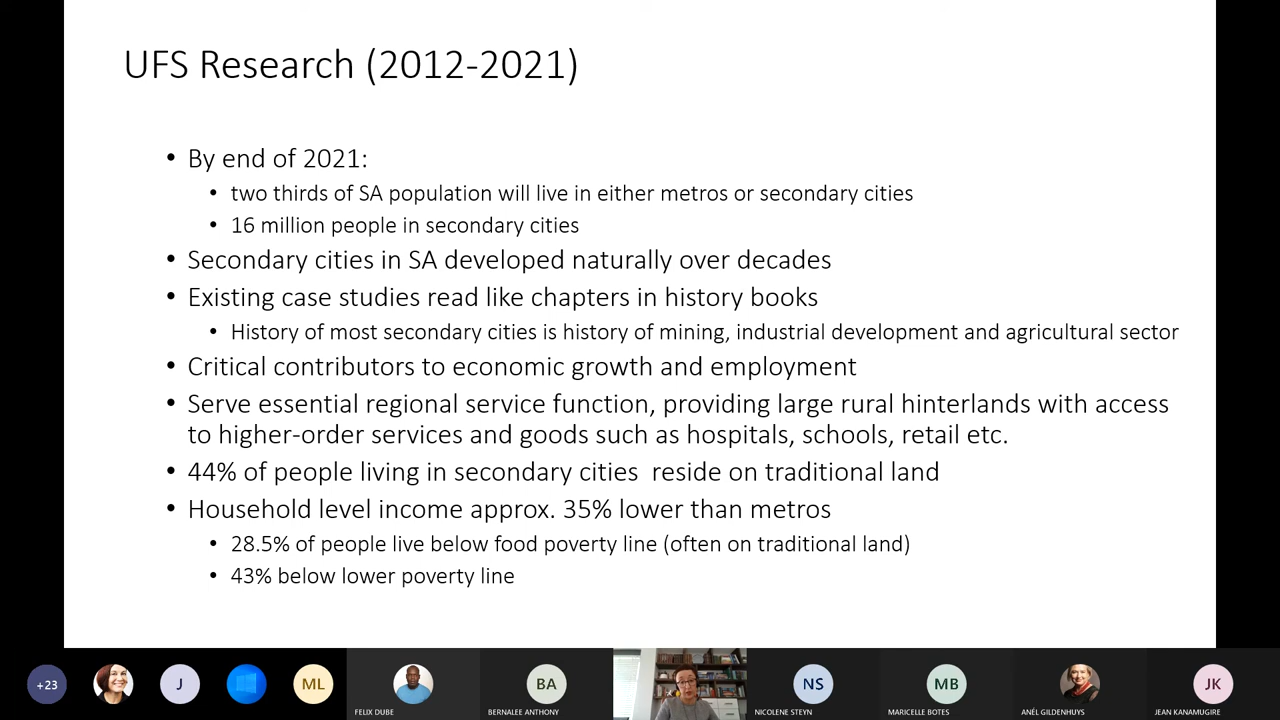 UFS Research (2012-2021)
• By end of 2021:
• two thirds of SA population will live in either metros or secondary cities
• 16 million people in secondary cities
• Secondary cities in SA developed naturally over decades
• Existing case studies read like chapters in history books
• History of most secondary cities is history of mining, industrial development and agricultural sector
• Critical contributors to economic growth and employment
• Serve essential regional service function, providing large rural hinterlands with access
to higher-order services and goods such as hospitals, schools, retail etc.
• 44% of people living in secondary cities  reside on traditional land
• Household level income approx. 35% lower than metros
• 28.5% of people live below food poverty line (often on traditional land)
• 43% below lower poverty line
+23
J
ML
FELIX DUBE
BA
BERNALEE ANTHONY
NS
NICOLENE STEYN
MB
MARICELLE BOTES
ANÉL GILDENHUYS
JK
JEAN KANAMUGIRE